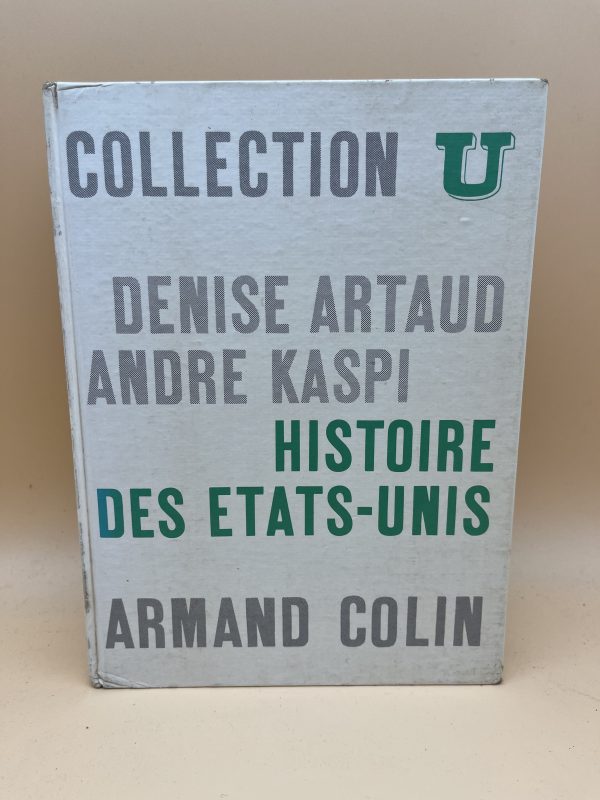 COLLECTION U
DENISE ARTAUD
ANDRE KASPI
HISTOIRE
DES ETATS-UNIS
ARMAND COLIN